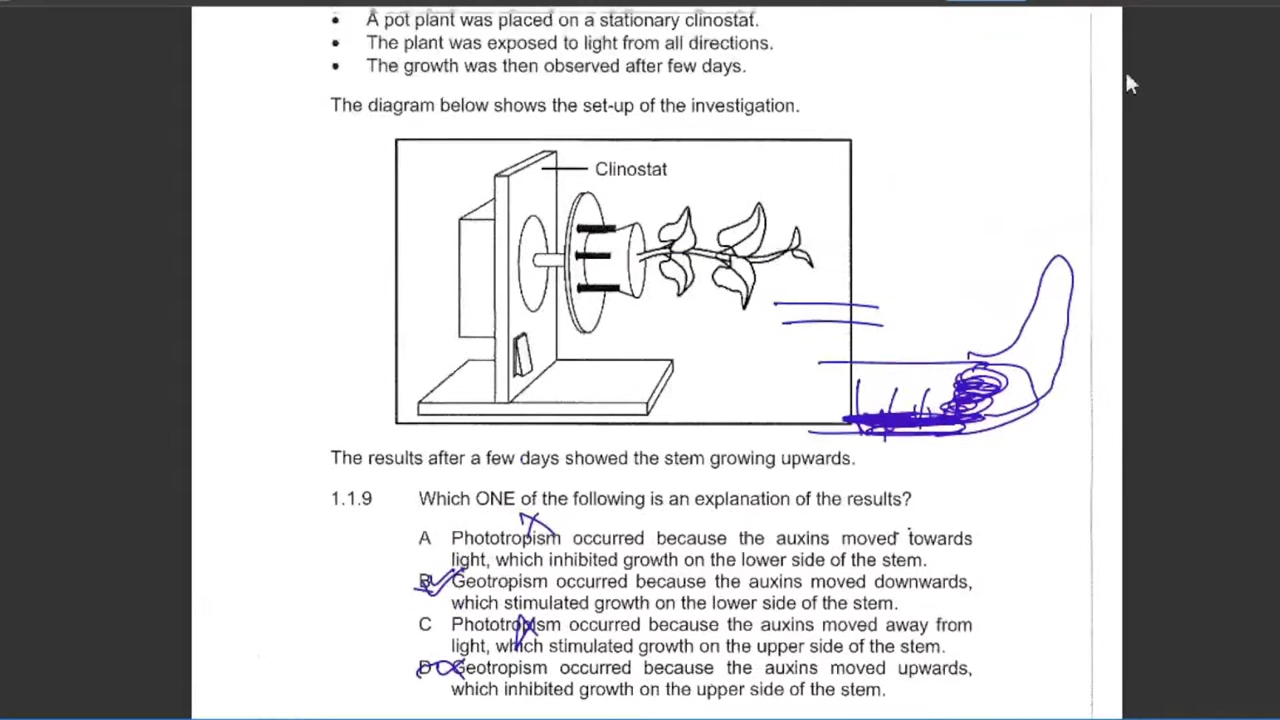 • A pot plant was placed on a stationary clinostat.
• The plant was exposed to light from all directions.
• The growth was then observed after few days.
The diagram below shows the set-up of the investigation.
Clinostat
The results after a few days showed the stem growing upwards.
1.1.9 Which ONE of the following is an explanation of the results?
A Phototropism occurred because the auxins moved towards
light, which inhibited growth on the lower side of the stem.
B Geotropism occurred because the auxins moved downwards,
which stimulated growth on the lower side of the stem.
C Phototropism occurred because the auxins moved away from
light, which stimulated growth on the upper side of the stem.
D Geotropism occurred because the auxins moved upwards,
which inhibited growth on the upper side of the stem.